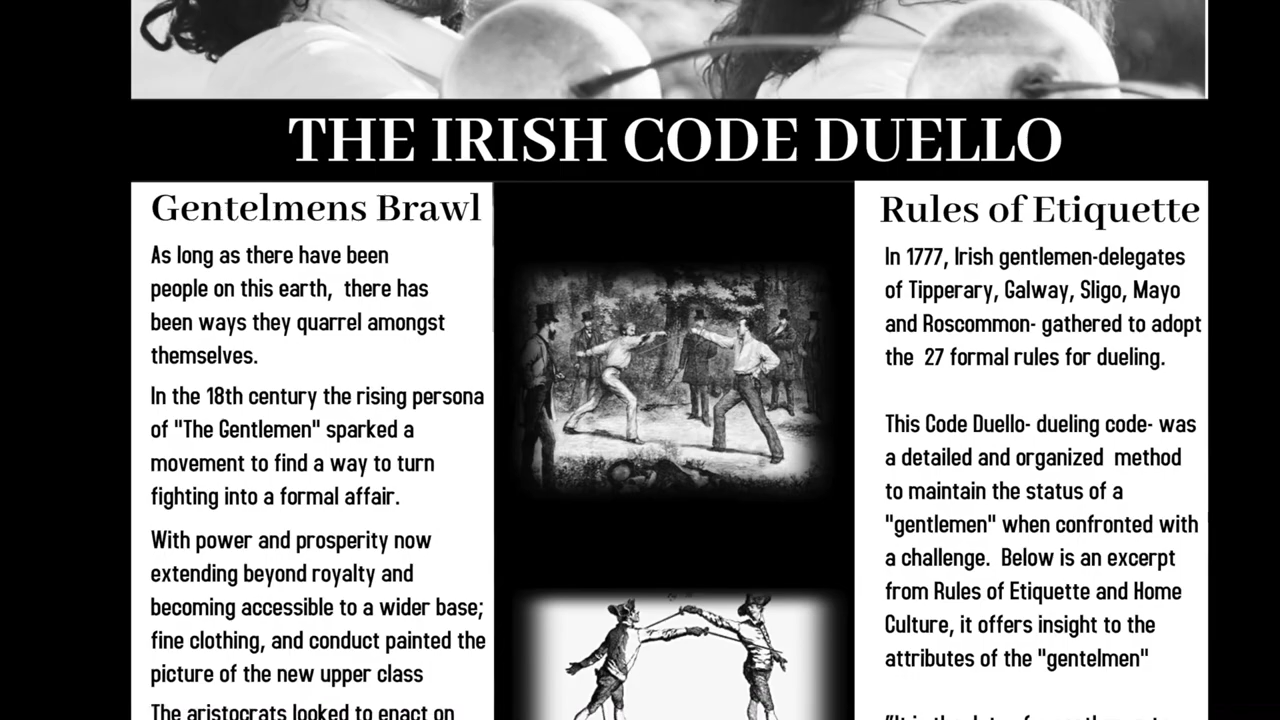 THE IRISH CODE DUELLO
Gentelmens Brawl
As long as there have been
people on this earth, there has
been ways they quarrel amongst
themselves.
In the 18th century the rising persona
of "The Gentlemen" sparked a
movement to find a way to turn
fighting into a formal affair.
With power and prosperity now
extending beyond royalty and
becoming accessible to a wider base;
fine clothing, and conduct painted the
picture of the new upper class
The aristocrats looked to enact on
Rules of Etiquette
In 1777, Irish gentlemen-delegates
of Tipperary, Galway, Sligo, Mayo
and Roscommon- gathered to adopt
the 27 formal rules for dueling.
This Code Duello- dueling code- was
a detailed and organized method
to maintain the status of a
"gentlemen" when confronted with
a challenge. Below is an excerpt
from Rules of Etiquette and Home
Culture, it offers insight to the
attributes of the "gentelmen"